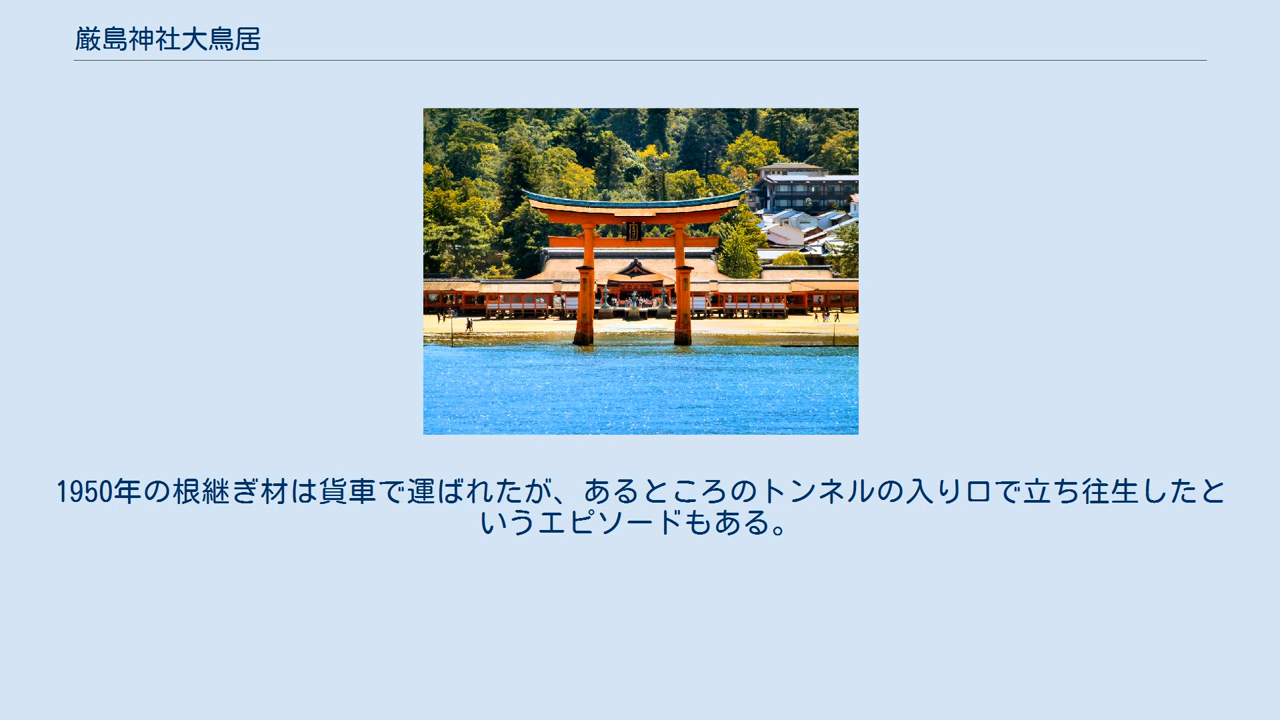 厳島神社大鳥居
1950年の根継ぎ材は貨車で運ばれたが、あるところのトンネルの入り口で立ち往生したと
いうエピソードもある。